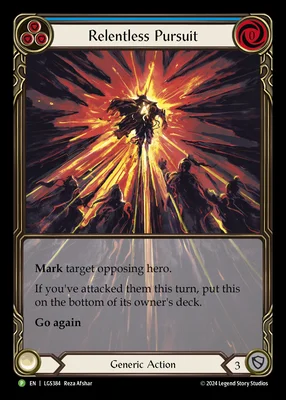 Relentless Pursuit
Mark target opposing hero.
If you've attacked them this turn, put this
on the bottom of its owner's deck.
Go again
Generic Action
3
P EN | LGS384 Reza Afshar
© 2024 Legend Story Studios